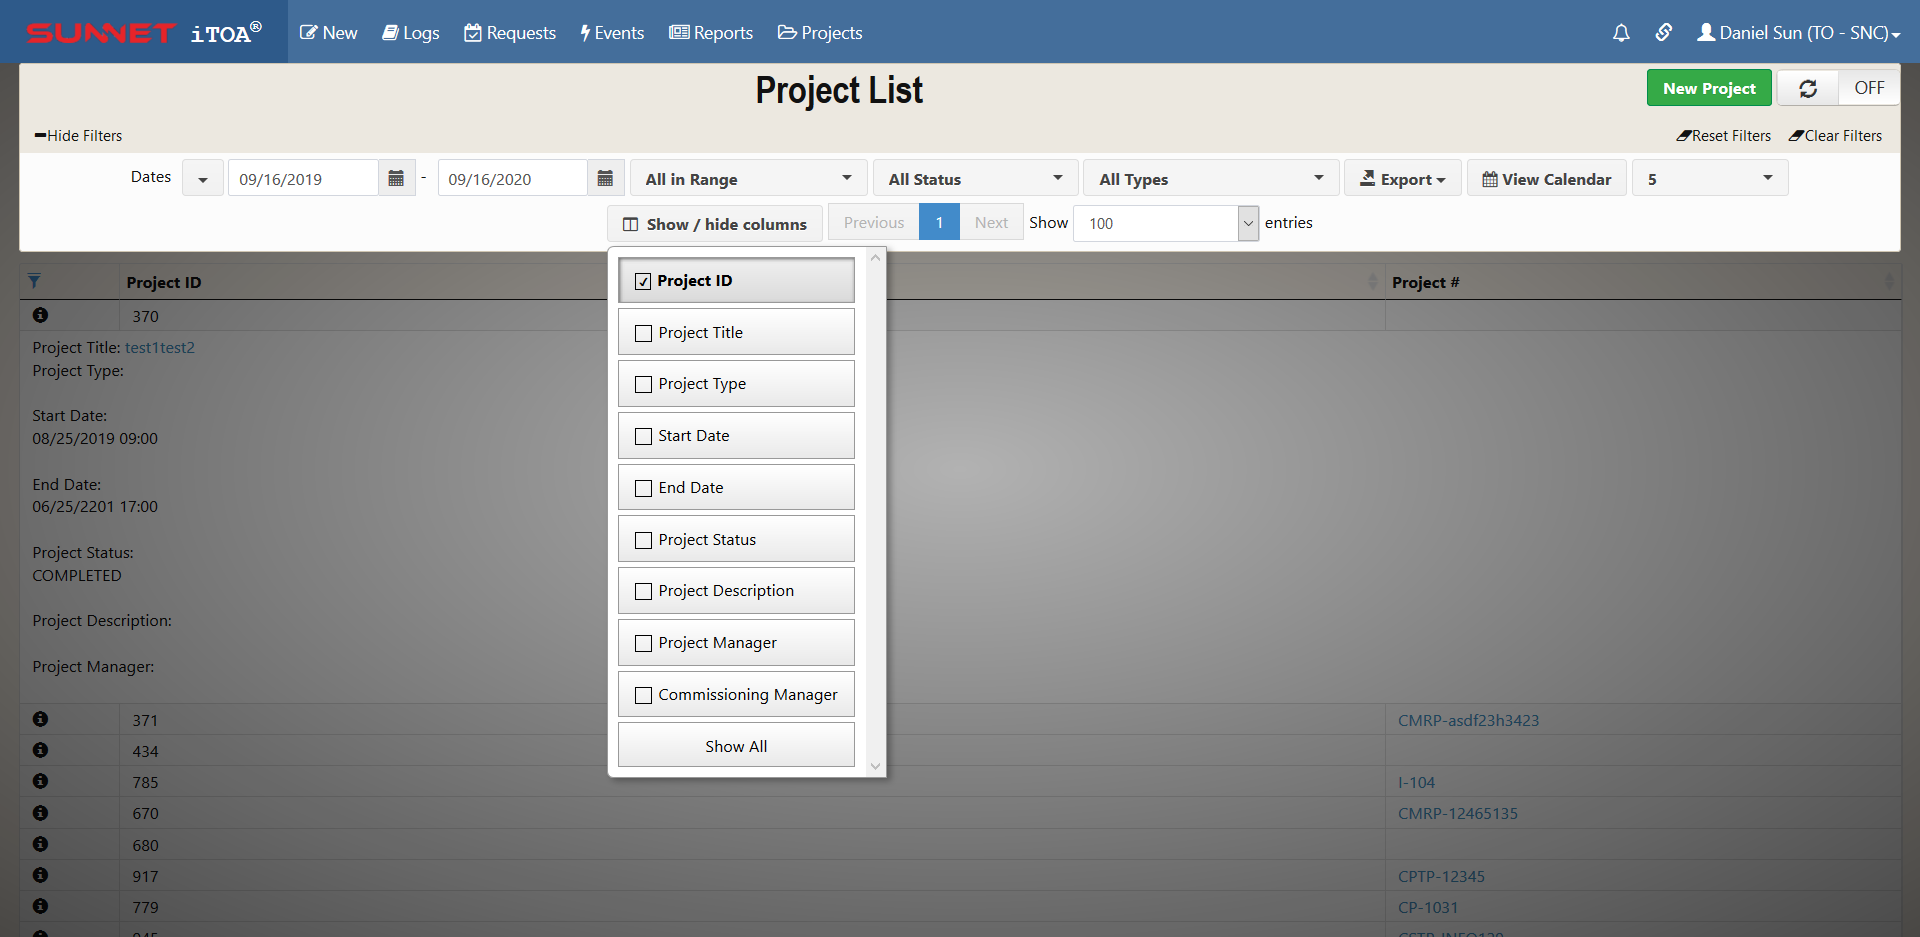 SUNNET iTOA®
New
Logs
Requests
Events
Reports
Projects
Daniel Sun (TO - SNC)
Project List
New Project
OFF
Hide Filters
Reset Filters
Clear Filters
Dates
09/16/2019
-
09/16/2020
All in Range
All Status
All Types
Export
View Calendar
5
Show / hide columns
Previous
1
Next
Show
100
entries
Project ID
Project Title
Project Type
Start Date
End Date
Project Status
Project Description
Project Manager
Commissioning Manager
Show All
Project ID
Project #
370
Project Title: test1test2
Project Type:
Start Date:
08/25/2019 09:00
End Date:
06/25/2201 17:00
Project Status:
COMPLETED
Project Description:
Project Manager:
371
CMRP-asdf23h3423
434
785
I-104
670
CMRP-12465135
680
917
CPTP-12345
779
CP-1031